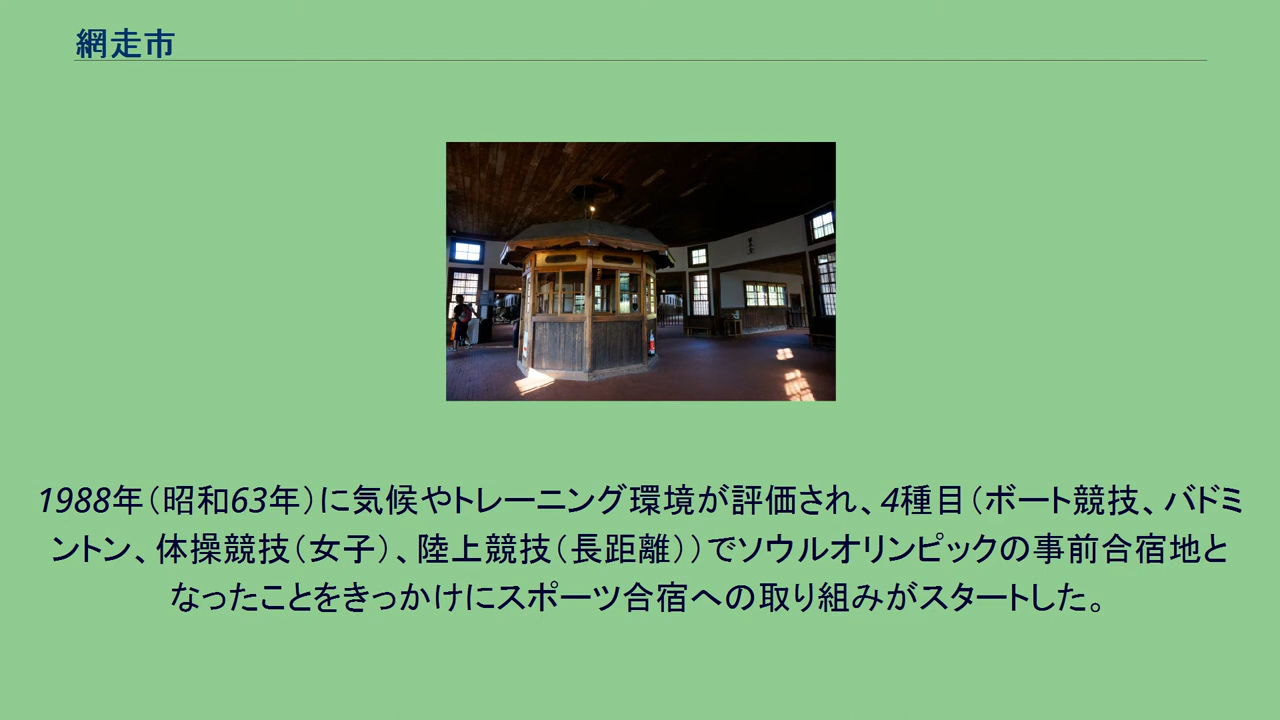 網走市
1988年（昭和63年）に気候やトレーニング環境が評価され、4種目（ボート競技、バドミ
ントン、体操競技（女子）、陸上競技（長距離））でソウルオリンピックの事前合宿地と
なったことをきっかけにスポーツ合宿への取り組みがスタートした。